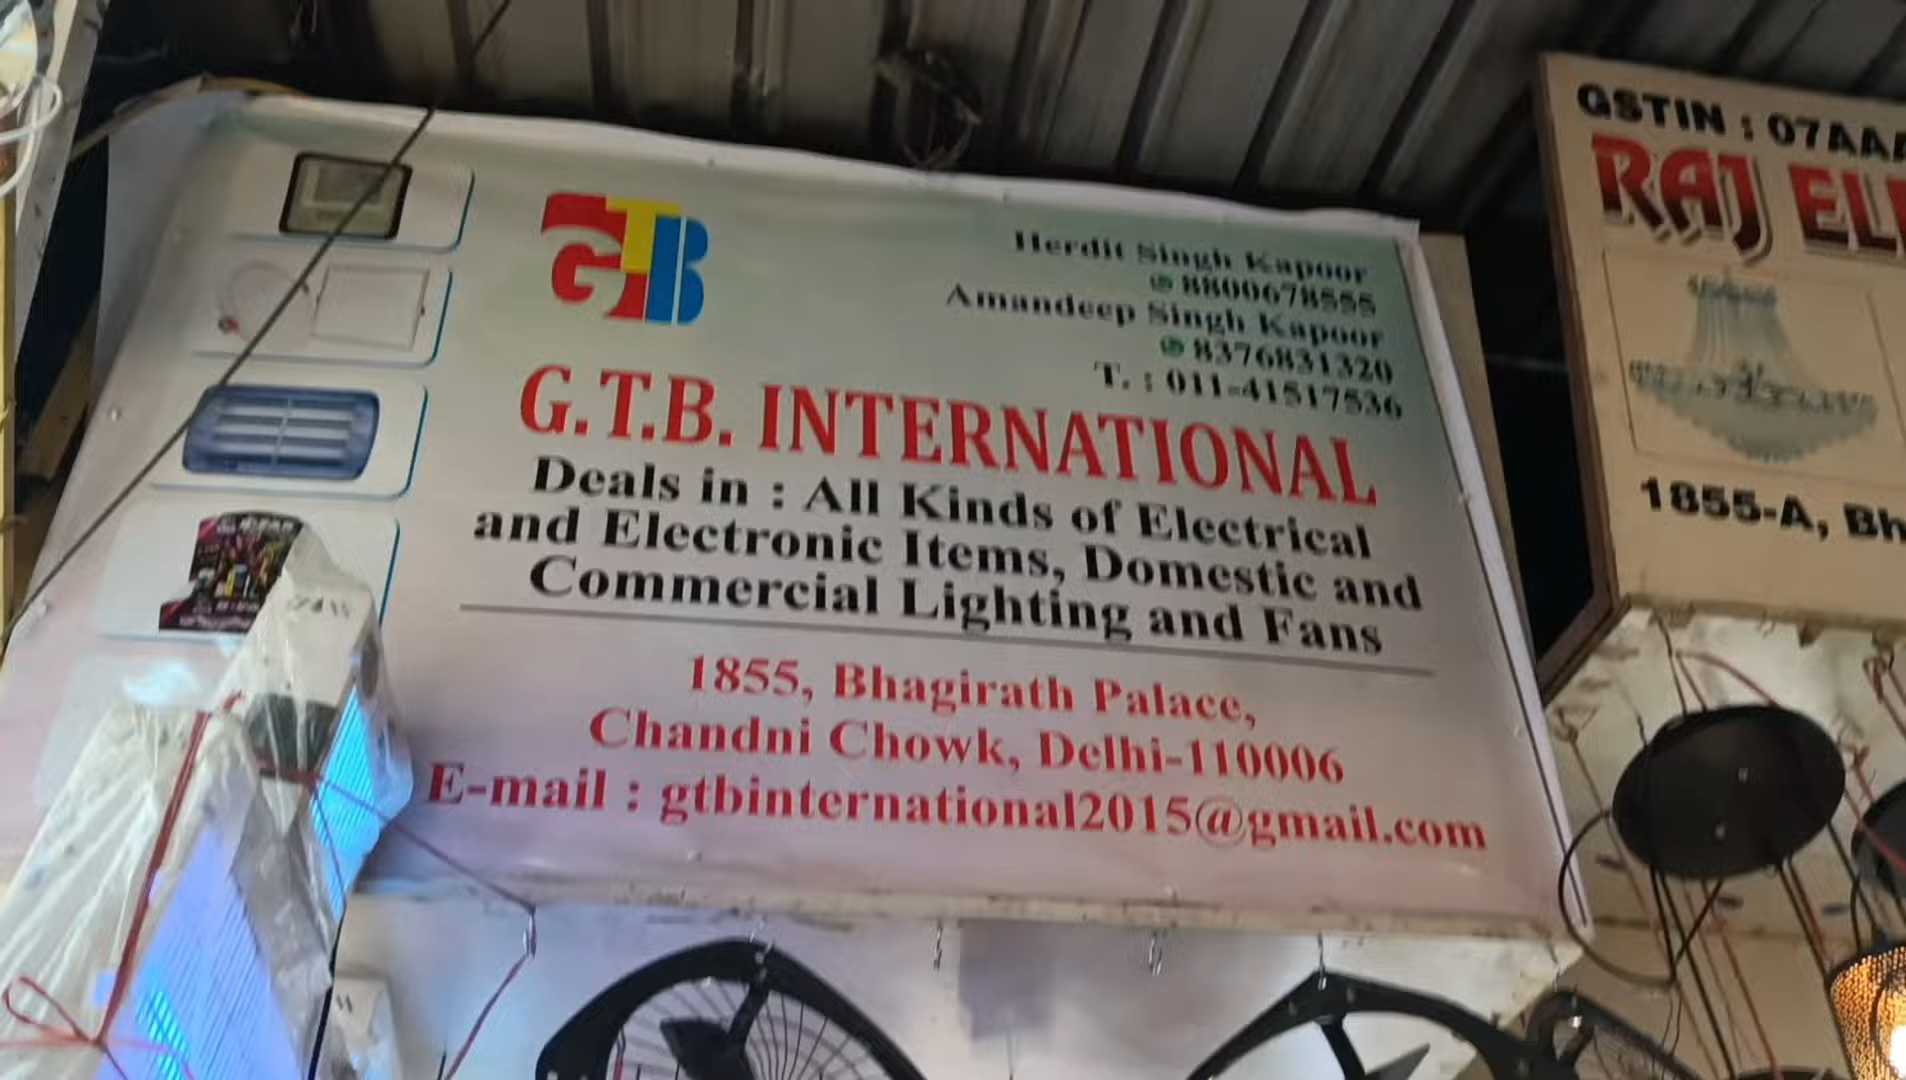 GTB
Herdit Singh Kapoor
8800678555
Amandeep Singh Kapoor
8376831320
T. : 011-41517536
G.T.B. INTERNATIONAL
Deals in : All Kinds of Electrical
and Electronic Items, Domestic and
Commercial Lighting and Fans
1855, Bhagirath Palace,
Chandni Chowk, Delhi-110006
E-mail : gtbinternational2015@gmail.com
24W
GSTIN : 07AAA
RAJ EL
1855-A, Bh